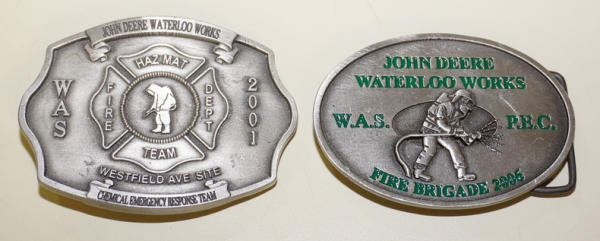 JOHN DEERE WATERLOO WORKS
WAS
HAZ MAT
FIRE
DEPT
TEAM
2001
WESTFIELD AVE SITE
CHEMICAL EMERGENCY RESPONSE TEAM
JOHN DEERE
WATERLOO WORKS
W.A.S. P.E.C.
FIRE BRIGADE 2006